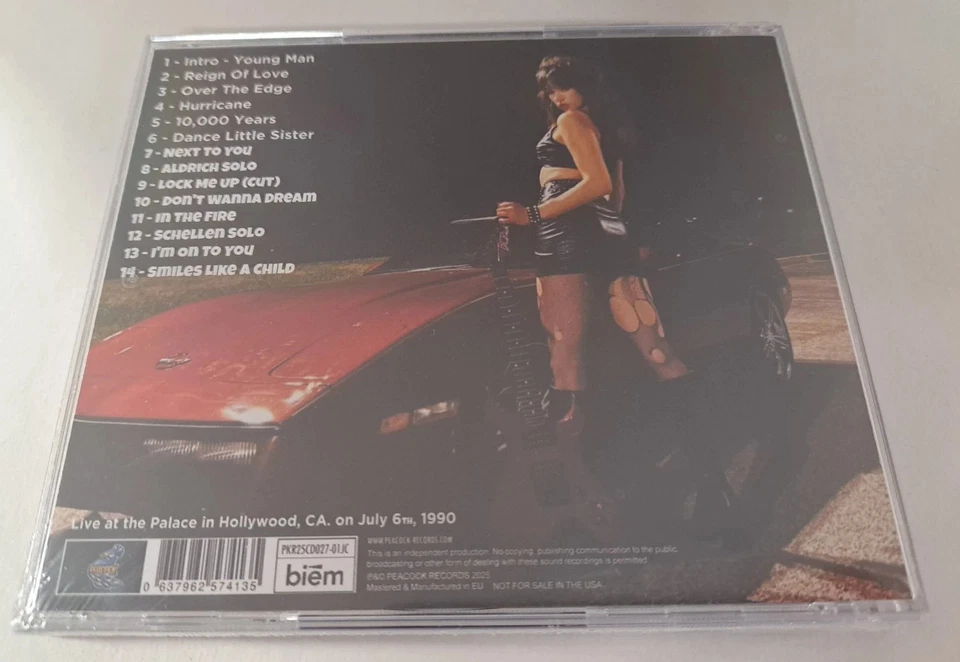 1 - Intro - Young Man
2 - Reign Of Love
3 - Over The Edge
4 - Hurricane
5 - 10,000 Years
6 - Dance Little Sister
7 - Next to You
8 - Aldrich Solo
9 - Lock Me Up (Cut)
10 - Don't Wanna Dream
11 - In The Fire
12 - Schellen Solo
13 - I'm On To You
14 - Smiles Like A Child
Live at the Palace in Hollywood, CA. on July 6TH, 1990
0 637962 574135
PKR25CD027-01JC
biem
WWW.PEACOCK-RECORDS.COM
This is an independent production. No copying, publishing communication to the public,
broadcasting or other form of dealing with these sound recordings is permitted.
℗&© PEACOCK RECORDS 2025
Mastered & Manufactured in EU NOT FOR SALE IN THE USA